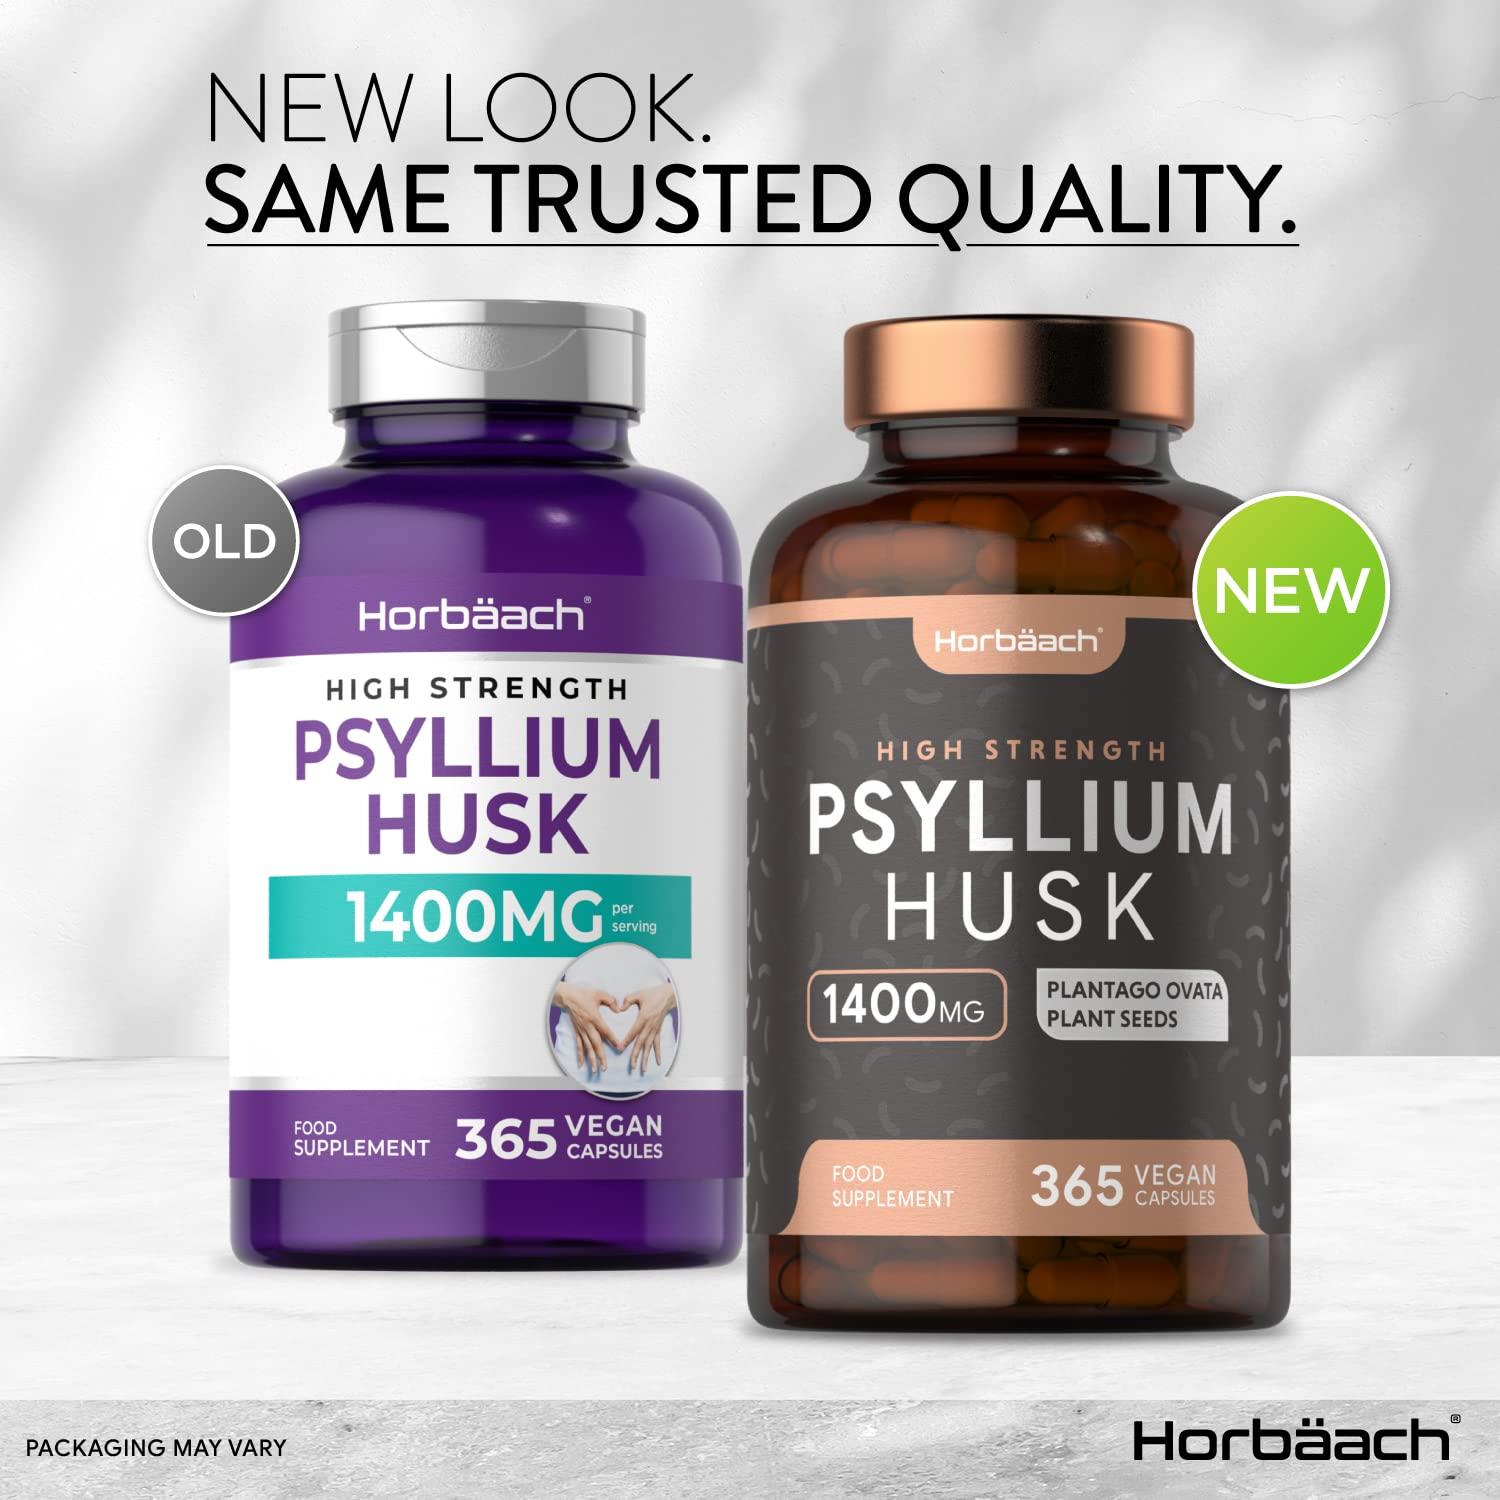 NEW LOOK.
SAME TRUSTED QUALITY.
OLD
Horbäach®
HIGH STRENGTH
PSYLLIUM
HUSK
1400MG per
serving
FOOD
SUPPLEMENT
365 VEGAN
CAPSULES
NEW
Horbäach®
HIGH STRENGTH
PSYLLIUM
HUSK
1400MG
PLANTAGO OVATA
PLANT SEEDS
FOOD
SUPPLEMENT
365 VEGAN
CAPSULES
PACKAGING MAY VARY
Horbäach®